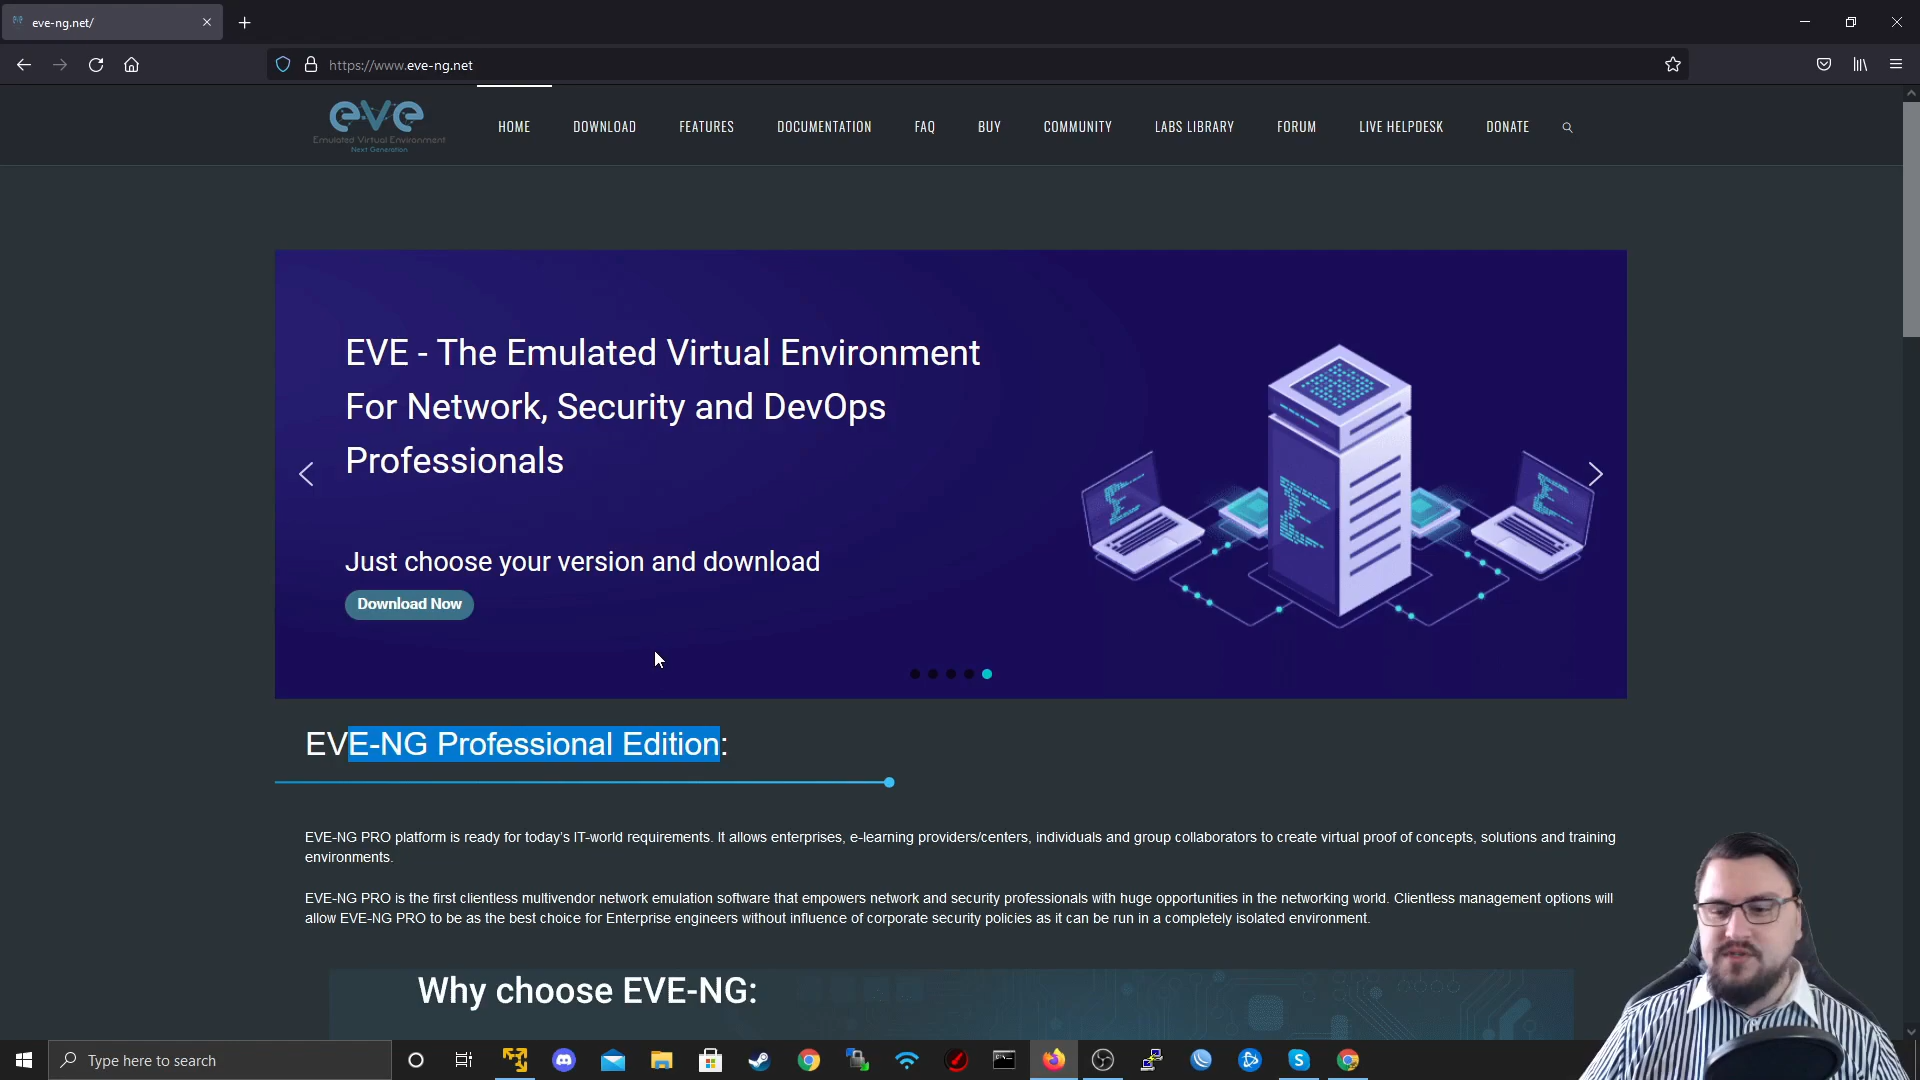 eve-ng.net/
https://www.eve-ng.net
eve
Emulated Virtual Environment
Next Generation
HOME
DOWNLOAD
FEATURES
DOCUMENTATION
FAQ
BUY
COMMUNITY
LABS LIBRARY
FORUM
LIVE HELPDESK
DONATE
EVE - The Emulated Virtual Environment
For Network, Security and DevOps
Professionals
Just choose your version and download
Download Now
EVE-NG Professional Edition:
EVE-NG PRO platform is ready for today's IT-world requirements. It allows enterprises, e-learning providers/centers, individuals and group collaborators to create virtual proof of concepts, solutions and training
environments.
EVE-NG PRO is the first clientless multivendor network emulation software that empowers network and security professionals with huge opportunities in the networking world. Clientless management options will
allow EVE-NG PRO to be as the best choice for Enterprise engineers without influence of corporate security policies as it can be run in a completely isolated environment.
Why choose EVE-NG:
Type here to search